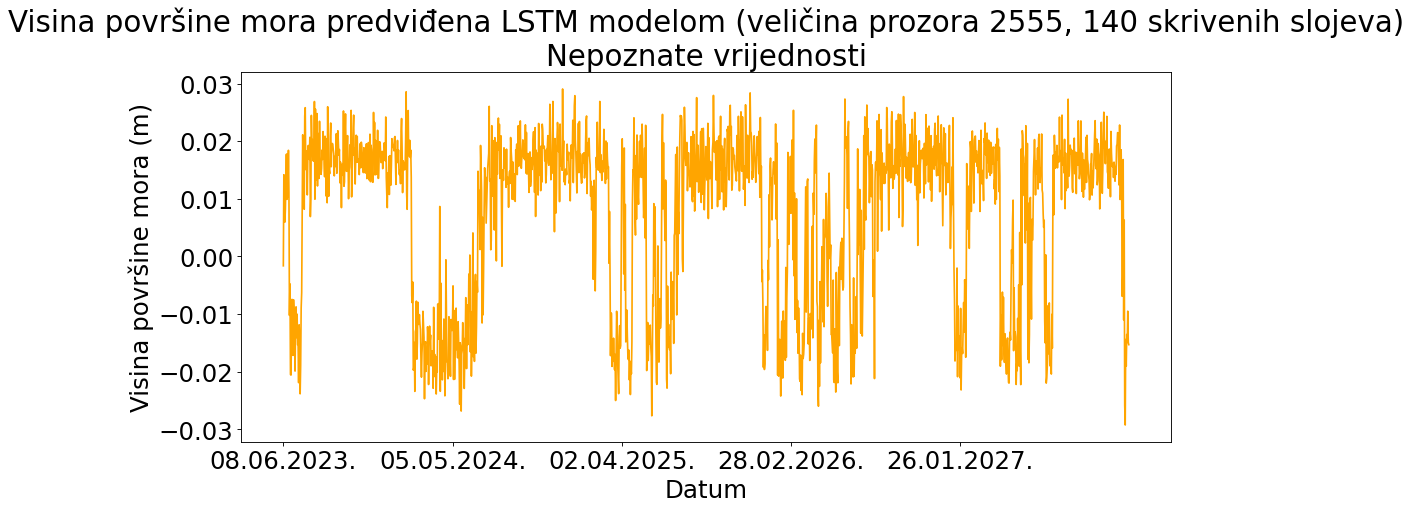 Visina površine mora predviđena LSTM modelom (veličina prozora 2555, 140 skrivenih slojeva)
Nepoznate vrijednosti
Visina površine mora (m)
0.03
0.02
0.01
0.00
−0.01
−0.02
−0.03
08.06.2023. 05.05.2024. 02.04.2025. 28.02.2026. 26.01.2027.
Datum